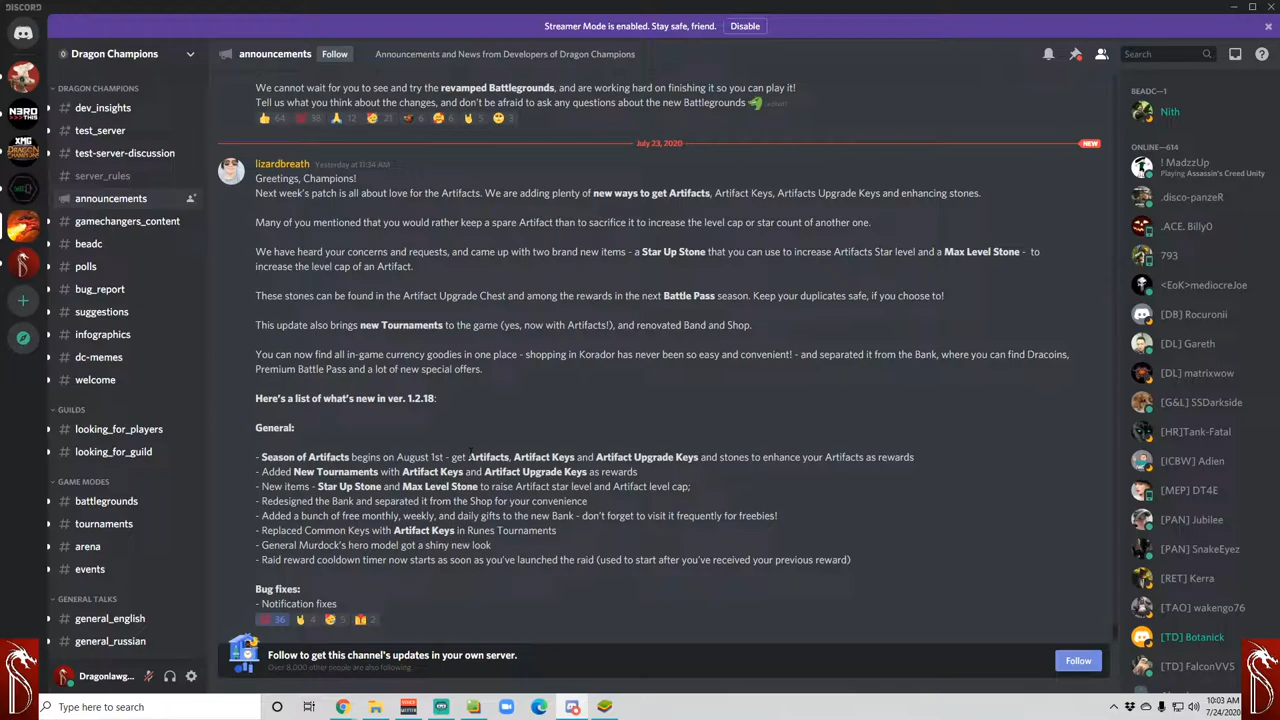 DISCORD
Streamer Mode is enabled. Stay safe, friend. Disable
Dragon Champions
announcements Follow Announcements and News from Developers of Dragon Champions
Search
DRAGON CHAMPIONS
dev_insights
test_server
test-server-discussion
server_rules
announcements
gamechangers_content
beadc
polls
bug_report
suggestions
infographics
dc-memes
welcome
GUILDS
looking_for_players
looking_for_guild
GAME MODES
battlegrounds
tournaments
arena
events
GENERAL TALKS
general_english
general_russian
Dragonlawg...
We cannot wait for you to see and try the revamped Battlegrounds, and are working hard on finishing it so you can play it!
Tell us what you think about the changes, and don't be afraid to ask any questions about the new Battlegrounds (edited)
64 38 12 21 6 6 5 3
July 23, 2020 NEW
lizardbreath Yesterday at 11:34 AM
Greetings, Champions!
Next week's patch is all about love for the Artifacts. We are adding plenty of new ways to get Artifacts, Artifact Keys, Artifacts Upgrade Keys and enhancing stones.
Many of you mentioned that you would rather keep a spare Artifact than to sacrifice it to increase the level cap or star count of another one.
We have heard your concerns and requests, and came up with two brand new items - a Star Up Stone that you can use to increase Artifacts Star level and a Max Level Stone - to
increase the level cap of an Artifact.
These stones can be found in the Artifact Upgrade Chest and among the rewards in the next Battle Pass season. Keep your duplicates safe, if you choose to!
This update also brings new Tournaments to the game (yes, now with Artifacts!), and renovated Band and Shop.
You can now find all in-game currency goodies in one place - shopping in Korador has never been so easy and convenient! - and separated it from the Bank, where you can find Dracoins,
Premium Battle Pass and a lot of new special offers.
Here's a list of what's new in ver. 1.2.18:
General:
- Season of Artifacts begins on August 1st - get Artifacts, Artifact Keys and Artifact Upgrade Keys and stones to enhance your Artifacts as rewards
- Added New Tournaments with Artifact Keys and Artifact Upgrade Keys as rewards
- New items - Star Up Stone and Max Level Stone to raise Artifact star level and Artifact level cap;
- Redesigned the Bank and separated it from the Shop for your convenience
- Added a bunch of free monthly, weekly, and daily gifts to the new Bank - don't forget to visit it frequently for freebies!
- Replaced Common Keys with Artifact Keys in Runes Tournaments
- General Murdock's hero model got a shiny new look
- Raid reward cooldown timer now starts as soon as you've launched the raid (used to start after you've received your previous reward)
Bug fixes:
- Notification fixes
36 4 5 2
Follow to get this channel's updates in your own server.
Over 8,000 other people are also following
Follow
BEADC—1
Nith
ONLINE—614
! MadzzUp
Playing Assassin's Creed Unity
.disco-panzeR
.ACE, BillyO
793
<EoK>mediocreJoe
[DB] Rocuronii
[DL] Gareth
[DL] matrixwow
[G&L] SSDarkside
[HR]Tank-Fatal
[ICBW] Adien
[MEP] DT4E
[PAN] Jubilee
[PAN] SnakeEyez
[RET] Kerra
[TAO] wakengo76
[TD] Botanick
[TD] FalconVVS
Type here to search
10:03 AM
7/24/2020